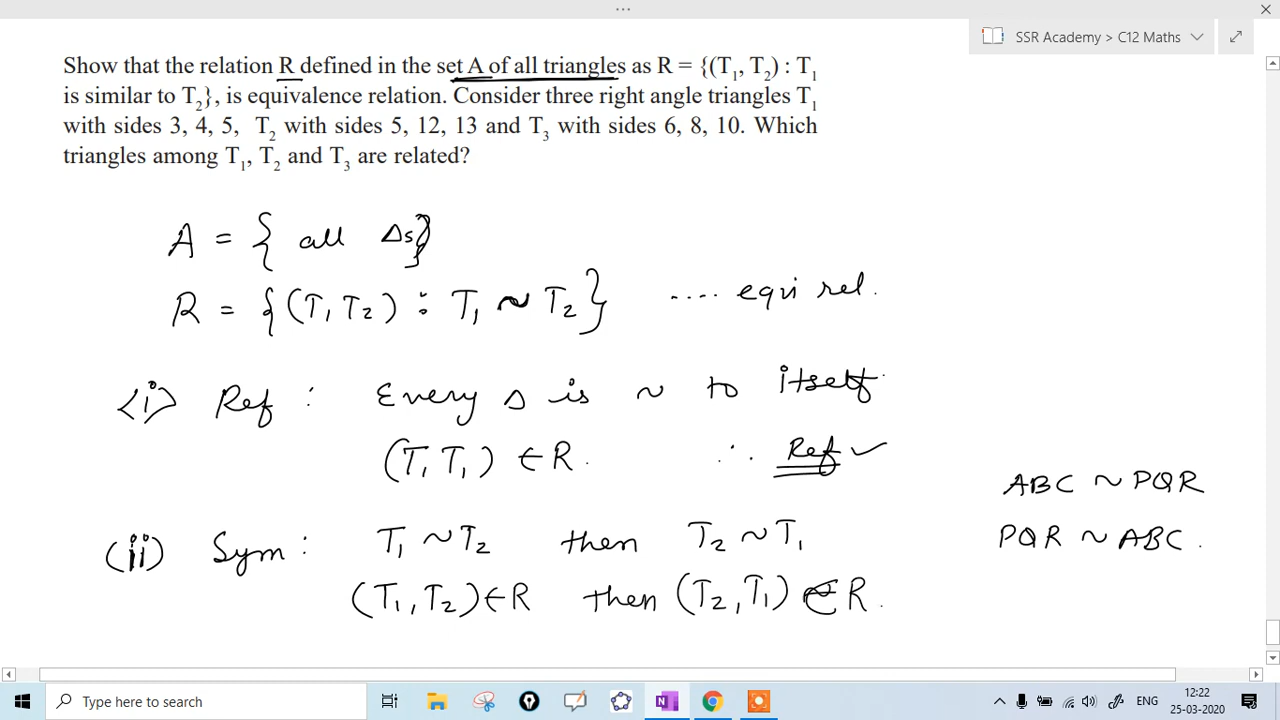 SSR Academy > C12 Maths
Show that the relation R defined in the set A of all triangles as R = {(T₁, T₂) : T₁
is similar to T₂}, is equivalence relation. Consider three right angle triangles T₁
with sides 3, 4, 5, T₂ with sides 5, 12, 13 and T₃ with sides 6, 8, 10. Which
triangles among T₁, T₂ and T₃ are related?
A = { all Δs}
R = {(T₁ T₂) : T₁ ~ T₂} .... equi rel.
(i) Ref : Every Δ is ~ to itself.
(T₁ T₁) ∈ R. ∴ Ref ✓
ABC ~ PQR
(ii) Sym : T₁ ~ T₂ then T₂ ~ T₁
PQR ~ ABC.
(T₁, T₂) ∈ R then (T₂, T₁) ∈ R.
Type here to search
ENG
12:22
25-03-2020